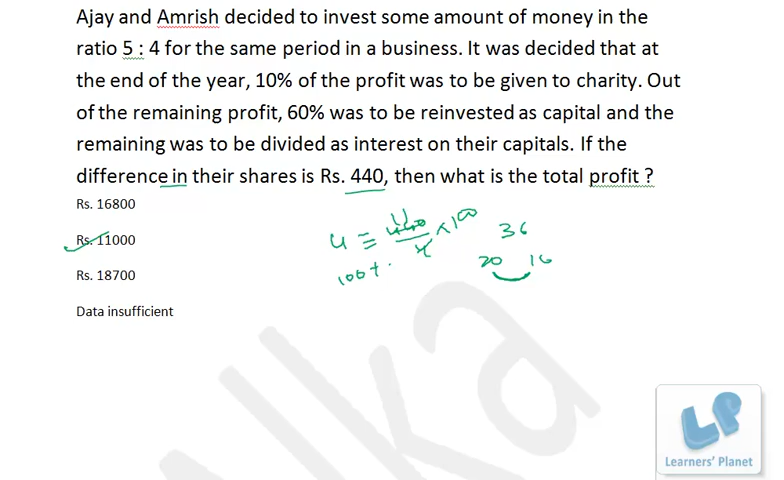 Ajay and Amrish decided to invest some amount of money in the
ratio 5 : 4 for the same period in a business. It was decided that at
the end of the year, 10% of the profit was to be given to charity. Out
of the remaining profit, 60% was to be reinvested as capital and the
remaining was to be divided as interest on their capitals. If the
difference in their shares is Rs. 440, then what is the total profit ?
Rs. 16800
Rs. 11000
Rs. 18700
Data insufficient
4 ≡ 440/4 × 100
11
100+
36
20 16
Alka
LP
Learners' Planet